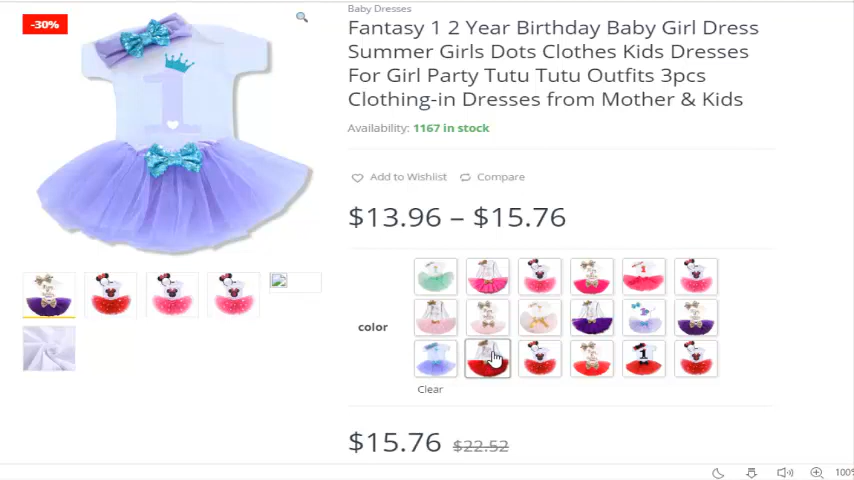 Baby Dresses
-30%
Fantasy 1 2 Year Birthday Baby Girl Dress
Summer Girls Dots Clothes Kids Dresses
For Girl Party Tutu Tutu Outfits 3pcs
Clothing-in Dresses from Mother & Kids
Availability: 1167 in stock
Add to Wishlist
Compare
$13.96 – $15.76
1
color
Clear
$15.76 $22.52
100%